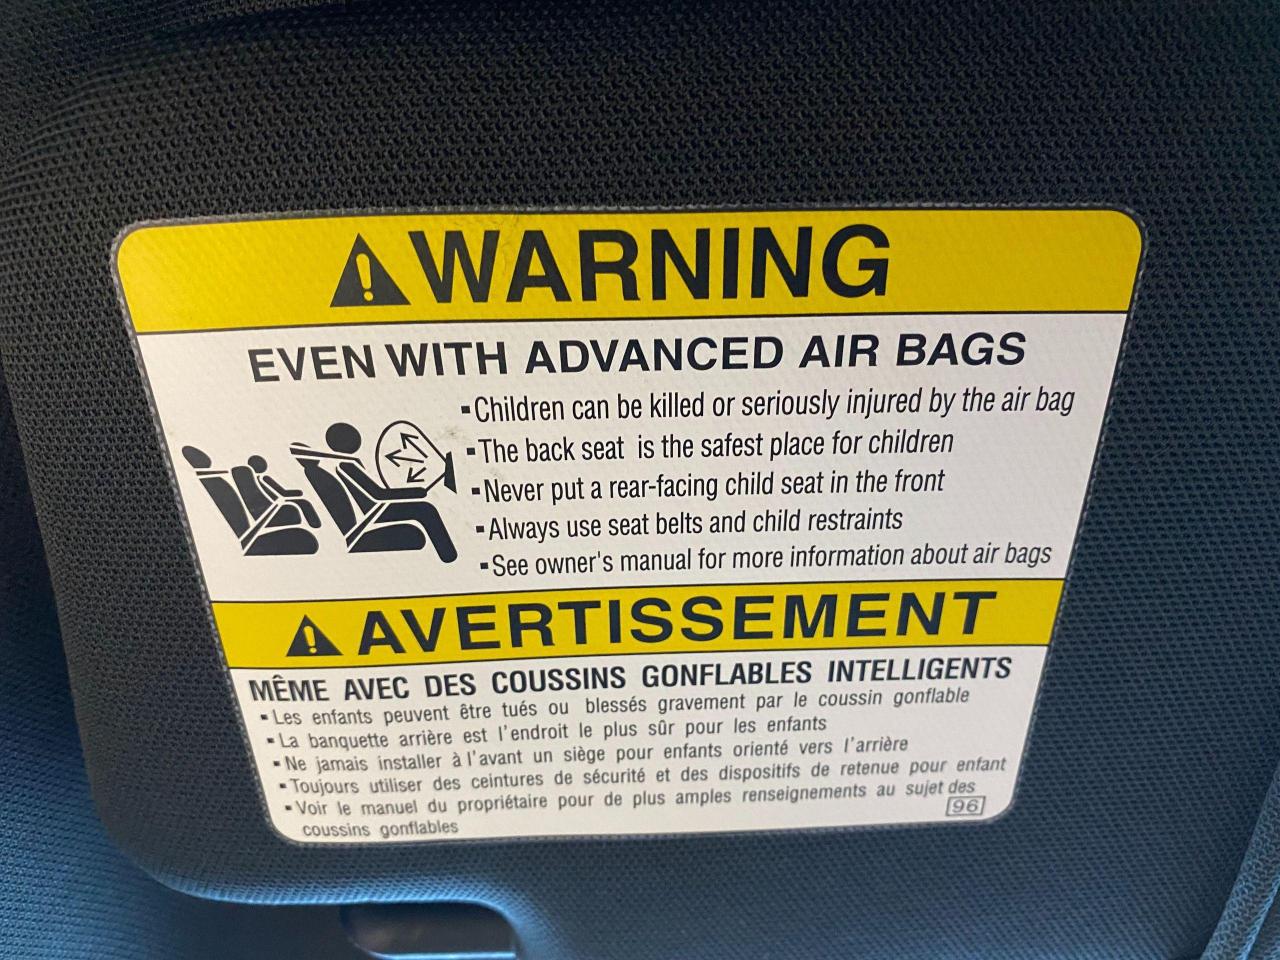 WARNING
EVEN WITH ADVANCED AIR BAGS
▪Children can be killed or seriously injured by the air bag
▪The back seat is the safest place for children
▪Never put a rear-facing child seat in the front
▪Always use seat belts and child restraints
▪See owner's manual for more information about air bags
AVERTISSEMENT
MÊME AVEC DES COUSSINS GONFLABLES INTELLIGENTS
▪Les enfants peuvent être tués ou blessés gravement par le coussin gonflable
▪La banquette arrière est l'endroit le plus sûr pour les enfants
▪Ne jamais installer à l'avant un siège pour enfants orienté vers l'arrière
▪Toujours utiliser des ceintures de sécurité et des dispositifs de retenue pour enfant
▪Voir le manuel du propriétaire pour de plus amples renseignements au sujet des
coussins gonflables
96